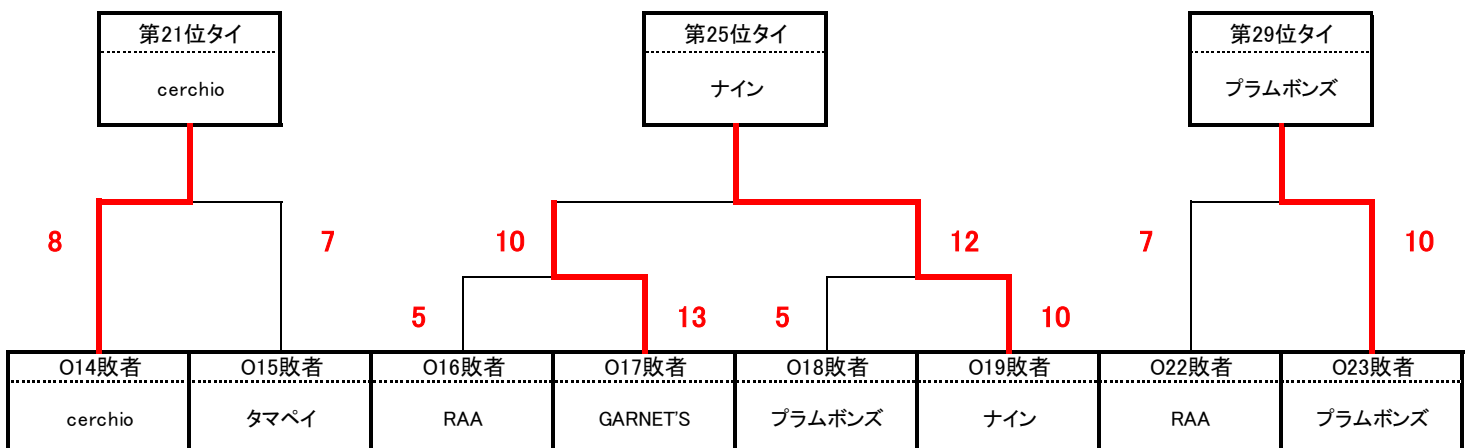 第21位タイ 第25位タイ 第29位タイ
cerchio ナイン プラムボンズ
8 7 10 12 7 10
5 13 5 10
O14敗者 O15敗者 O16敗者 O17敗者 O18敗者 O19敗者 O22敗者 O23敗者
cerchio タマペイ RAA GARNET'S プラムボンズ ナイン RAA プラムボンズ